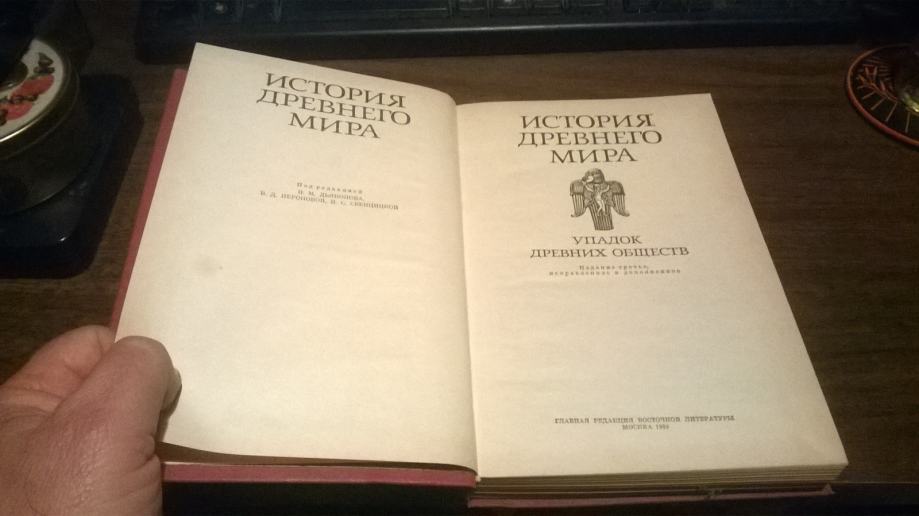 ИСТОРИЯ
ДРЕВНЕГО
МИРА
Под редакцией
И. М. ДЬЯКОНОВА,
В. Д. НЕРОНОВОЙ, И. С. СВЕНЦИЦКОЙ
ИСТОРИЯ
ДРЕВНЕГО
МИРА
УПАДОК
ДРЕВНИХ ОБЩЕСТВ
Издание третье,
исправленное и дополненное
ГЛАВНАЯ РЕДАКЦИЯ ВОСТОЧНОЙ ЛИТЕРАТУРЫ
МОСКВА 1989